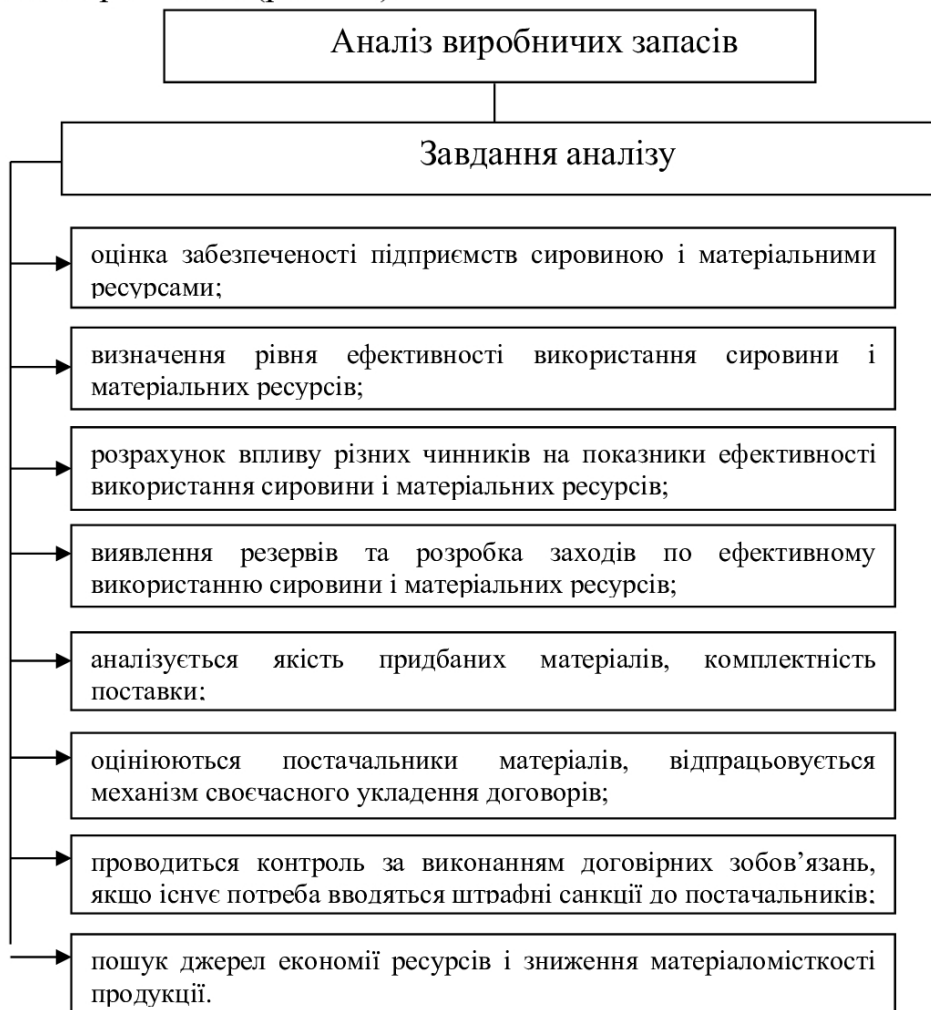 Аналіз виробничих запасів
Завдання аналізу
оцінка забезпеченості підприємств сировиною і матеріальними
ресурсами;
визначення рівня ефективності використання сировини і
матеріальних ресурсів;
розрахунок впливу різних чинників на показники ефективності
використання сировини і матеріальних ресурсів;
виявлення резервів та розробка заходів по ефективному
використанню сировини і матеріальних ресурсів;
аналізується якість придбаних матеріалів, комплектність
поставки;
оцініюються постачальники матеріалів, відпрацьовується
механізм своєчасного укладення договорів;
проводиться контроль за виконанням договірних зобов’язань,
якщо існує потреба вводяться штрафні санкції до постачальників;
пошук джерел економії ресурсів і зниження матеріаломісткості
продукції.